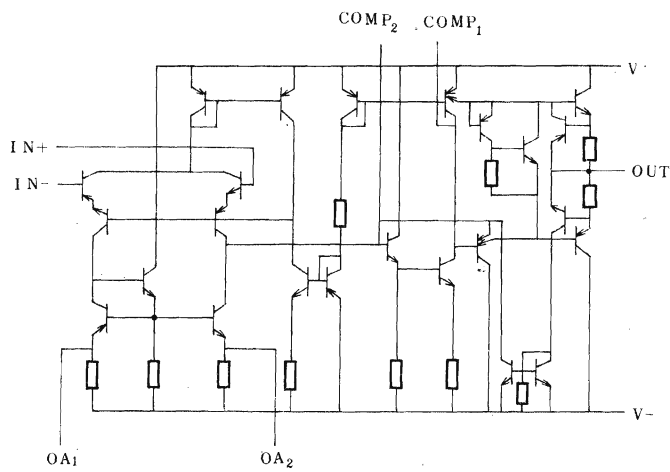 COMP2 COMP1
V
IN+
IN-
OUT
V-
OA1 OA2